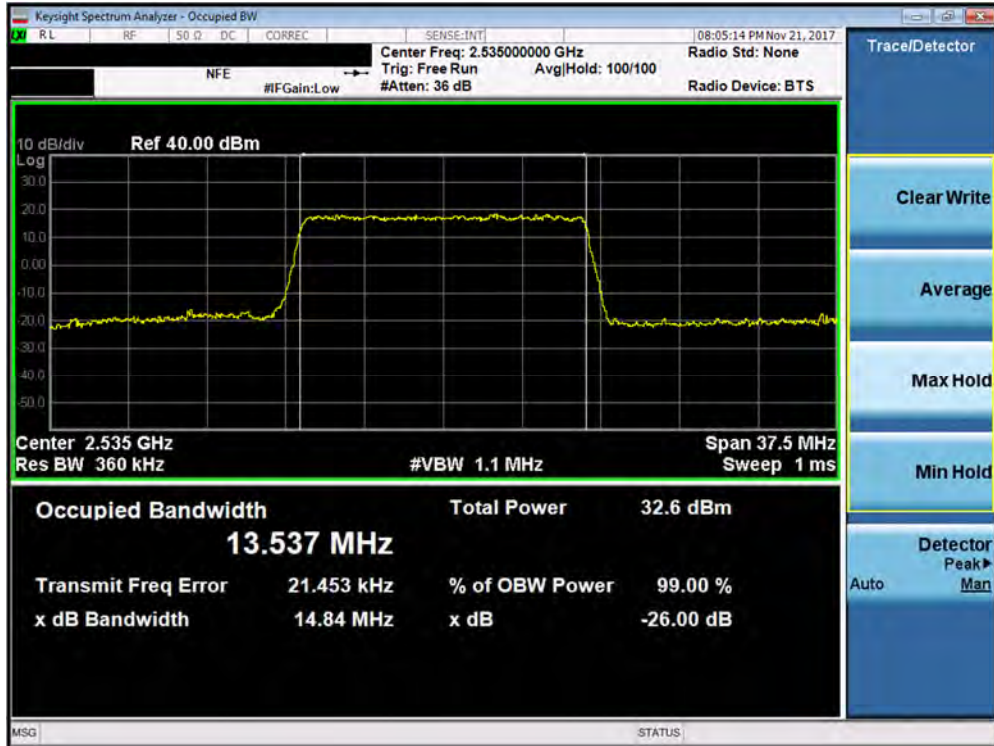 Keysight Spectrum Analyzer - Occupied BW
LXI RL RF 50 Ω DC CORREC SENSE:INT 08:05:14 PM Nov 21, 2017
Center Freq: 2.535000000 GHz Radio Std: None
NFE Trig: Free Run Avg|Hold: 100/100
#IFGain:Low #Atten: 36 dB Radio Device: BTS
10 dB/div Ref 40.00 dBm
Log
30.0
20.0
10.0
0.00
-10.0
-20.0
-30.0
-40.0
-50.0
Center 2.535 GHz Span 37.5 MHz
Res BW 360 kHz #VBW 1.1 MHz Sweep 1 ms
Occupied Bandwidth Total Power 32.6 dBm
13.537 MHz
Transmit Freq Error 21.453 kHz % of OBW Power 99.00 %
x dB Bandwidth 14.84 MHz x dB -26.00 dB
MSG STATUS
Trace/Detector
Clear Write
Average
Max Hold
Min Hold
Detector
Peak▶
Auto Man